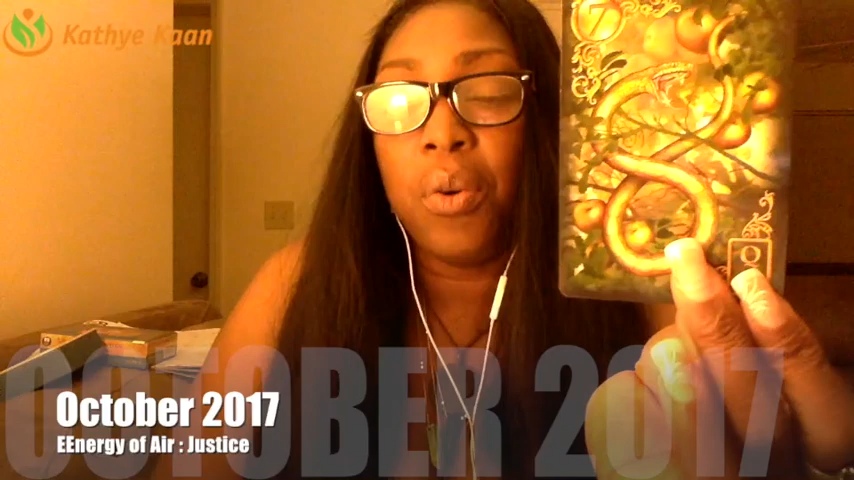 Kathye Kaan
7
Q
OCTOBER 2017
October 2017
EEnergy of Air : Justice